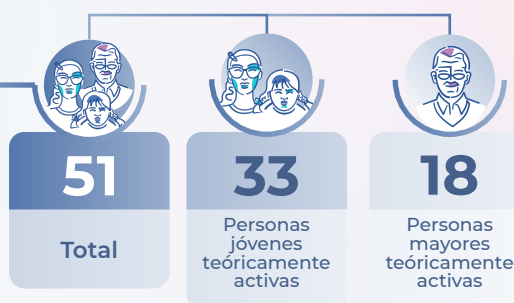 51
Total
33
Personas
jóvenes
teóricamente
activas
18
Personas
mayores
teóricamente
activas